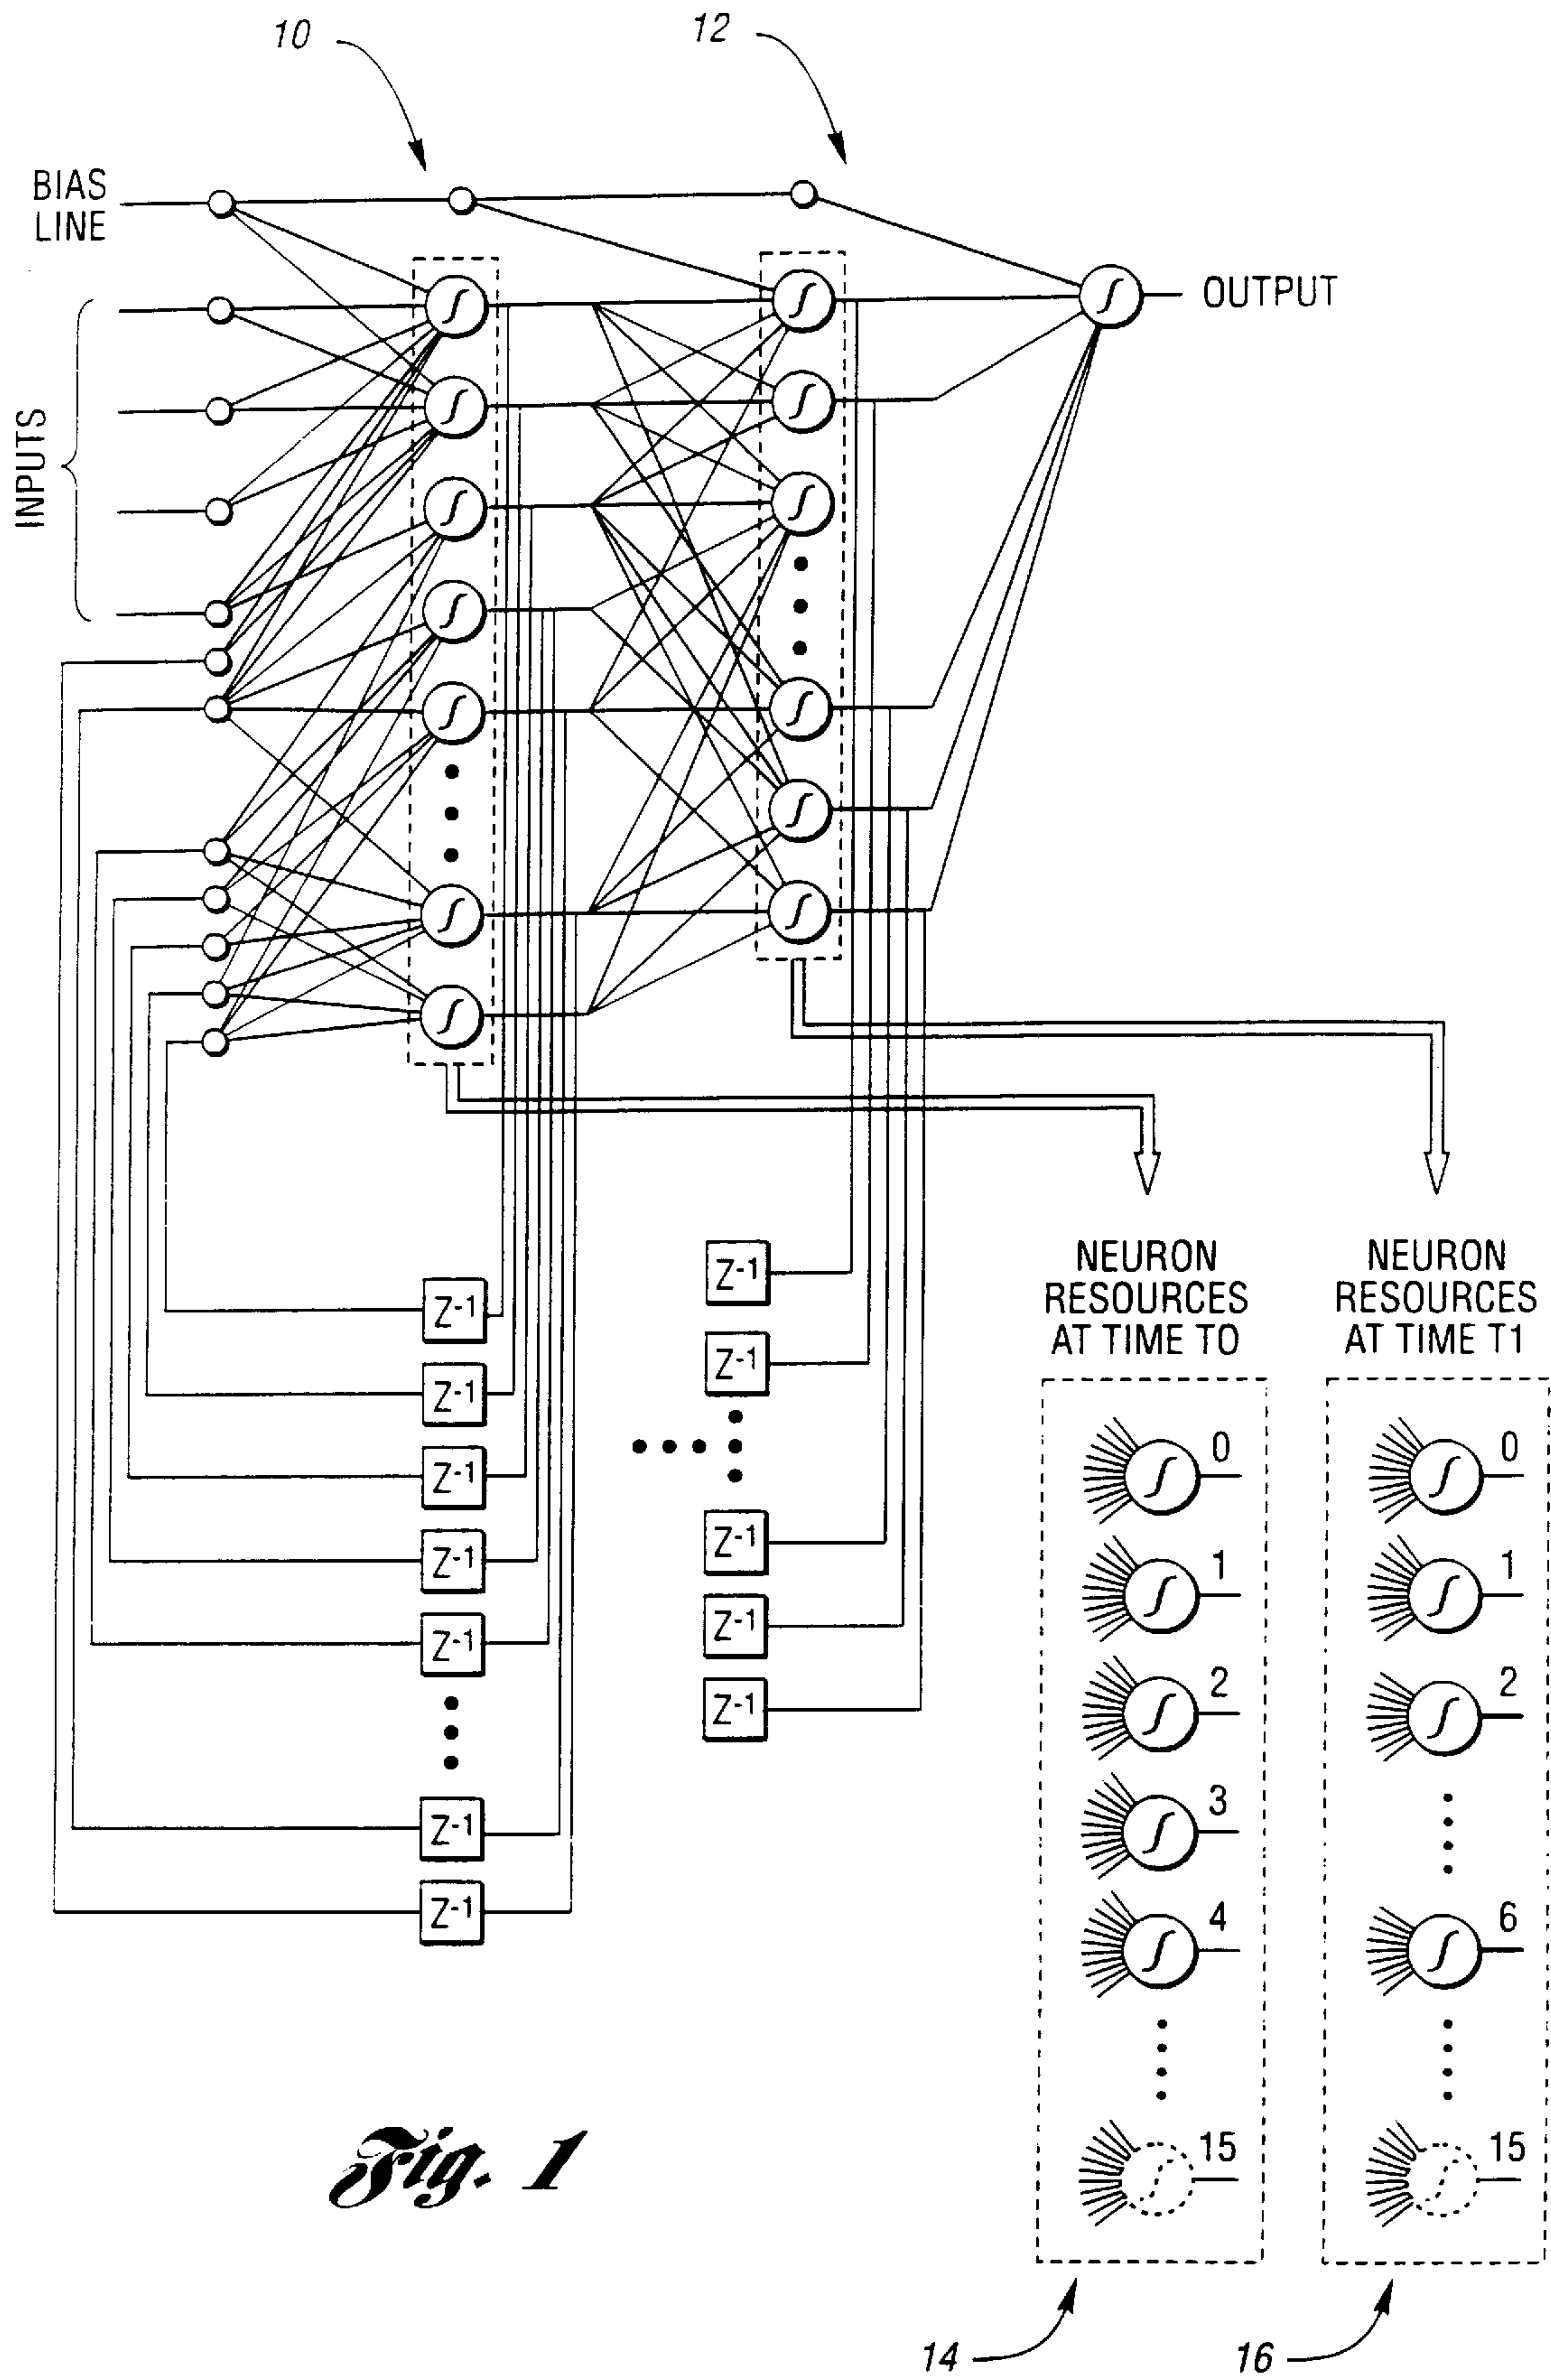 10
12
BIAS
LINE
INPUTS
∫
∫
∫
∫
∫
∫
∫
∫
∫
∫
∫
∫
∫
∫
OUTPUT
Z-1
Z-1
Z-1
Z-1
Z-1
Z-1
Z-1
Z-1
Z-1
Z-1
Z-1
Z-1
NEURON
RESOURCES
AT TIME TO
∫ 0
∫ 1
∫ 2
∫ 3
∫ 4
∫ 15
NEURON
RESOURCES
AT TIME T1
∫ 0
∫ 1
∫ 2
∫ 6
∫ 15
14
16
Fig. 1